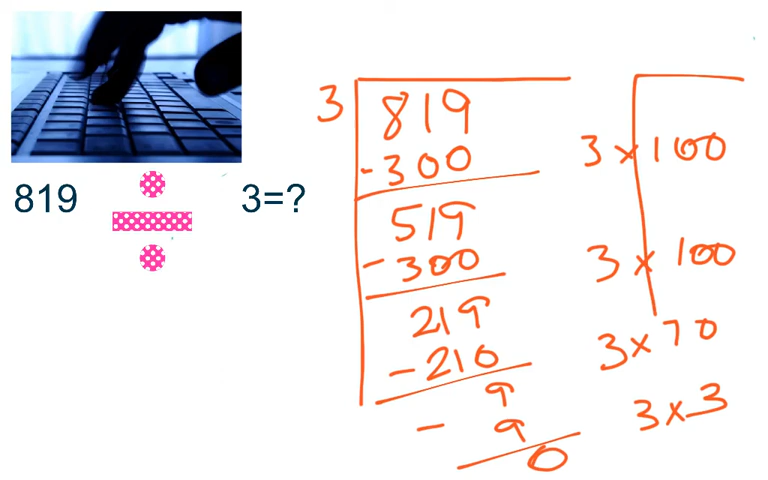 819 ÷ 3=?
3 819
-300 3 × 100
519
-300 3 × 100
219
-210 3 × 70
9
- 9 3 × 3
0